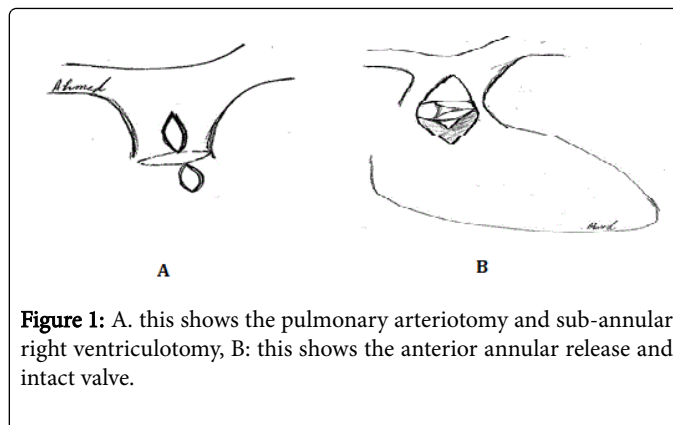 Ahmed
Ahmed
A
B
Figure 1: A. this shows the pulmonary arteriotomy and sub-annular
right ventriculotomy, B: this shows the anterior annular release and
intact valve.